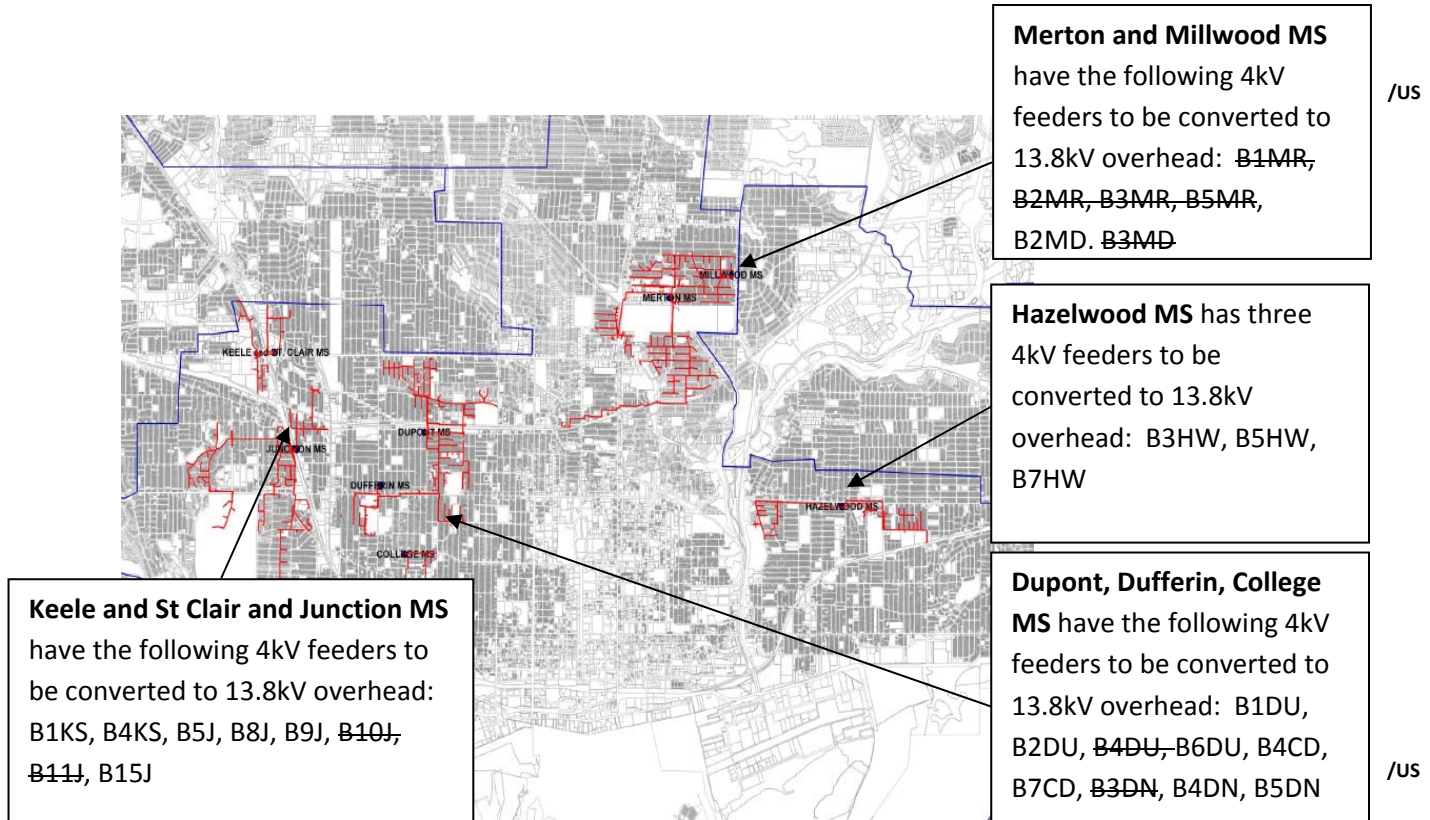 Merton and Millwood MS
have the following 4kV
feeders to be converted to
13.8kV overhead: B1MR,
B2MR, B3MR, B5MR,
B2MD. B3MD
/US
MILLWOOD MS
MERTON MS
KEELE and ST. CLAIR MS
DUPONT MS
JUNCTION MS
DUFFERIN MS
HAZELWOOD MS
COLLEGE MS
Hazelwood MS has three
4kV feeders to be
converted to 13.8kV
overhead: B3HW, B5HW,
B7HW
Keele and St Clair and Junction MS
have the following 4kV feeders to
be converted to 13.8kV overhead:
B1KS, B4KS, B5J, B8J, B9J, B10J,
B11J, B15J
Dupont, Dufferin, College
MS have the following 4kV
feeders to be converted to
13.8kV overhead: B1DU,
B2DU, B4DU, B6DU, B4CD,
B7CD, B3DN, B4DN, B5DN
/US